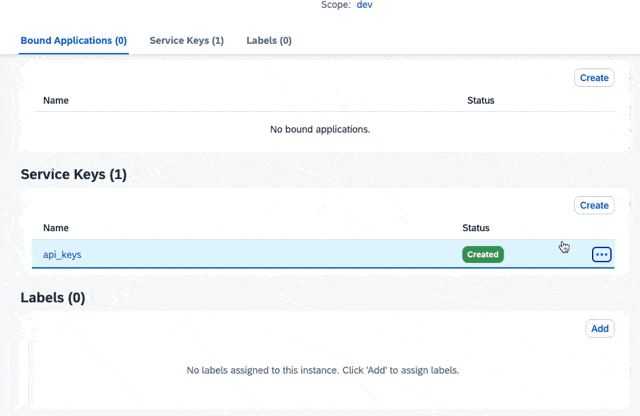 Scope: dev
Bound Applications (0) Service Keys (1) Labels (0)
Create
Name Status
No bound applications.
Service Keys (1)
Create
Name Status
api_keys Created
Labels (0)
Add
No labels assigned to this instance. Click 'Add' to assign labels.